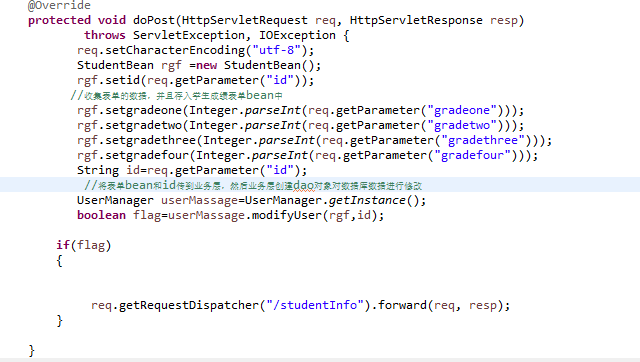 @Override
protected void doPost(HttpServletRequest req, HttpServletResponse resp)
throws ServletException, IOException {
req.setCharacterEncoding("utf-8");
StudentBean rgf =new StudentBean();
rgf.setid(req.getParameter("id"));
//收集表单的数据，并且存入学生成绩表单bean中
rgf.setgradeone(Integer.parseInt(req.getParameter("gradeone")));
rgf.setgradetwo(Integer.parseInt(req.getParameter("gradetwo")));
rgf.setgradethree(Integer.parseInt(req.getParameter("gradethree")));
rgf.setgradefour(Integer.parseInt(req.getParameter("gradefour")));
String id=req.getParameter("id");
//将表单bean和id传到业务层，然后业务层创建dao对象对数据库数据进行修改
UserManager userMassage=UserManager.getInstance();
boolean flag=userMassage.modifyUser(rgf,id);
if(flag)
{
req.getRequestDispatcher("/studentInfo").forward(req, resp);
}
}